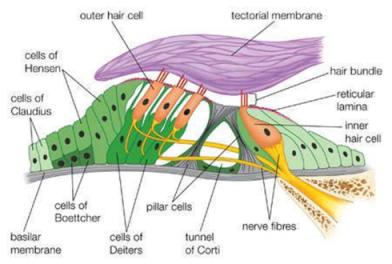 outer hair cell
tectorial membrane
cells of
Hensen
hair bundle
cells of
Claudius
reticular
lamina
inner
hair cell
cells of
Boettcher
pillar cells
nerve fibres
basilar
membrane
cells of
Deiters
tunnel
of Corti